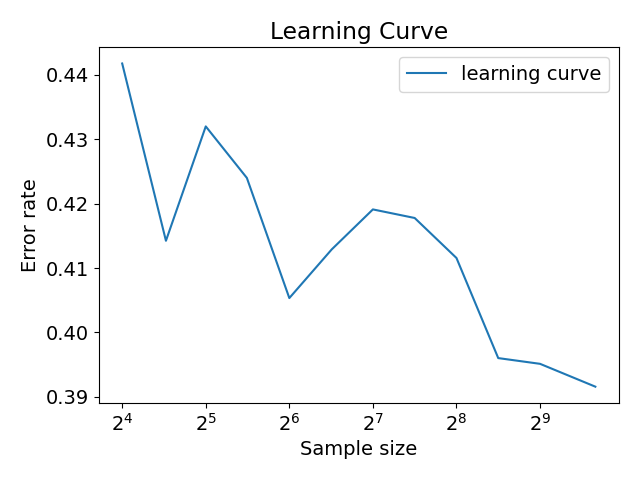 Learning Curve
learning curve
0.44
0.43
0.42
0.41
0.40
0.39
Error rate
2⁴ 2⁵ 2⁶ 2⁷ 2⁸ 2⁹
Sample size